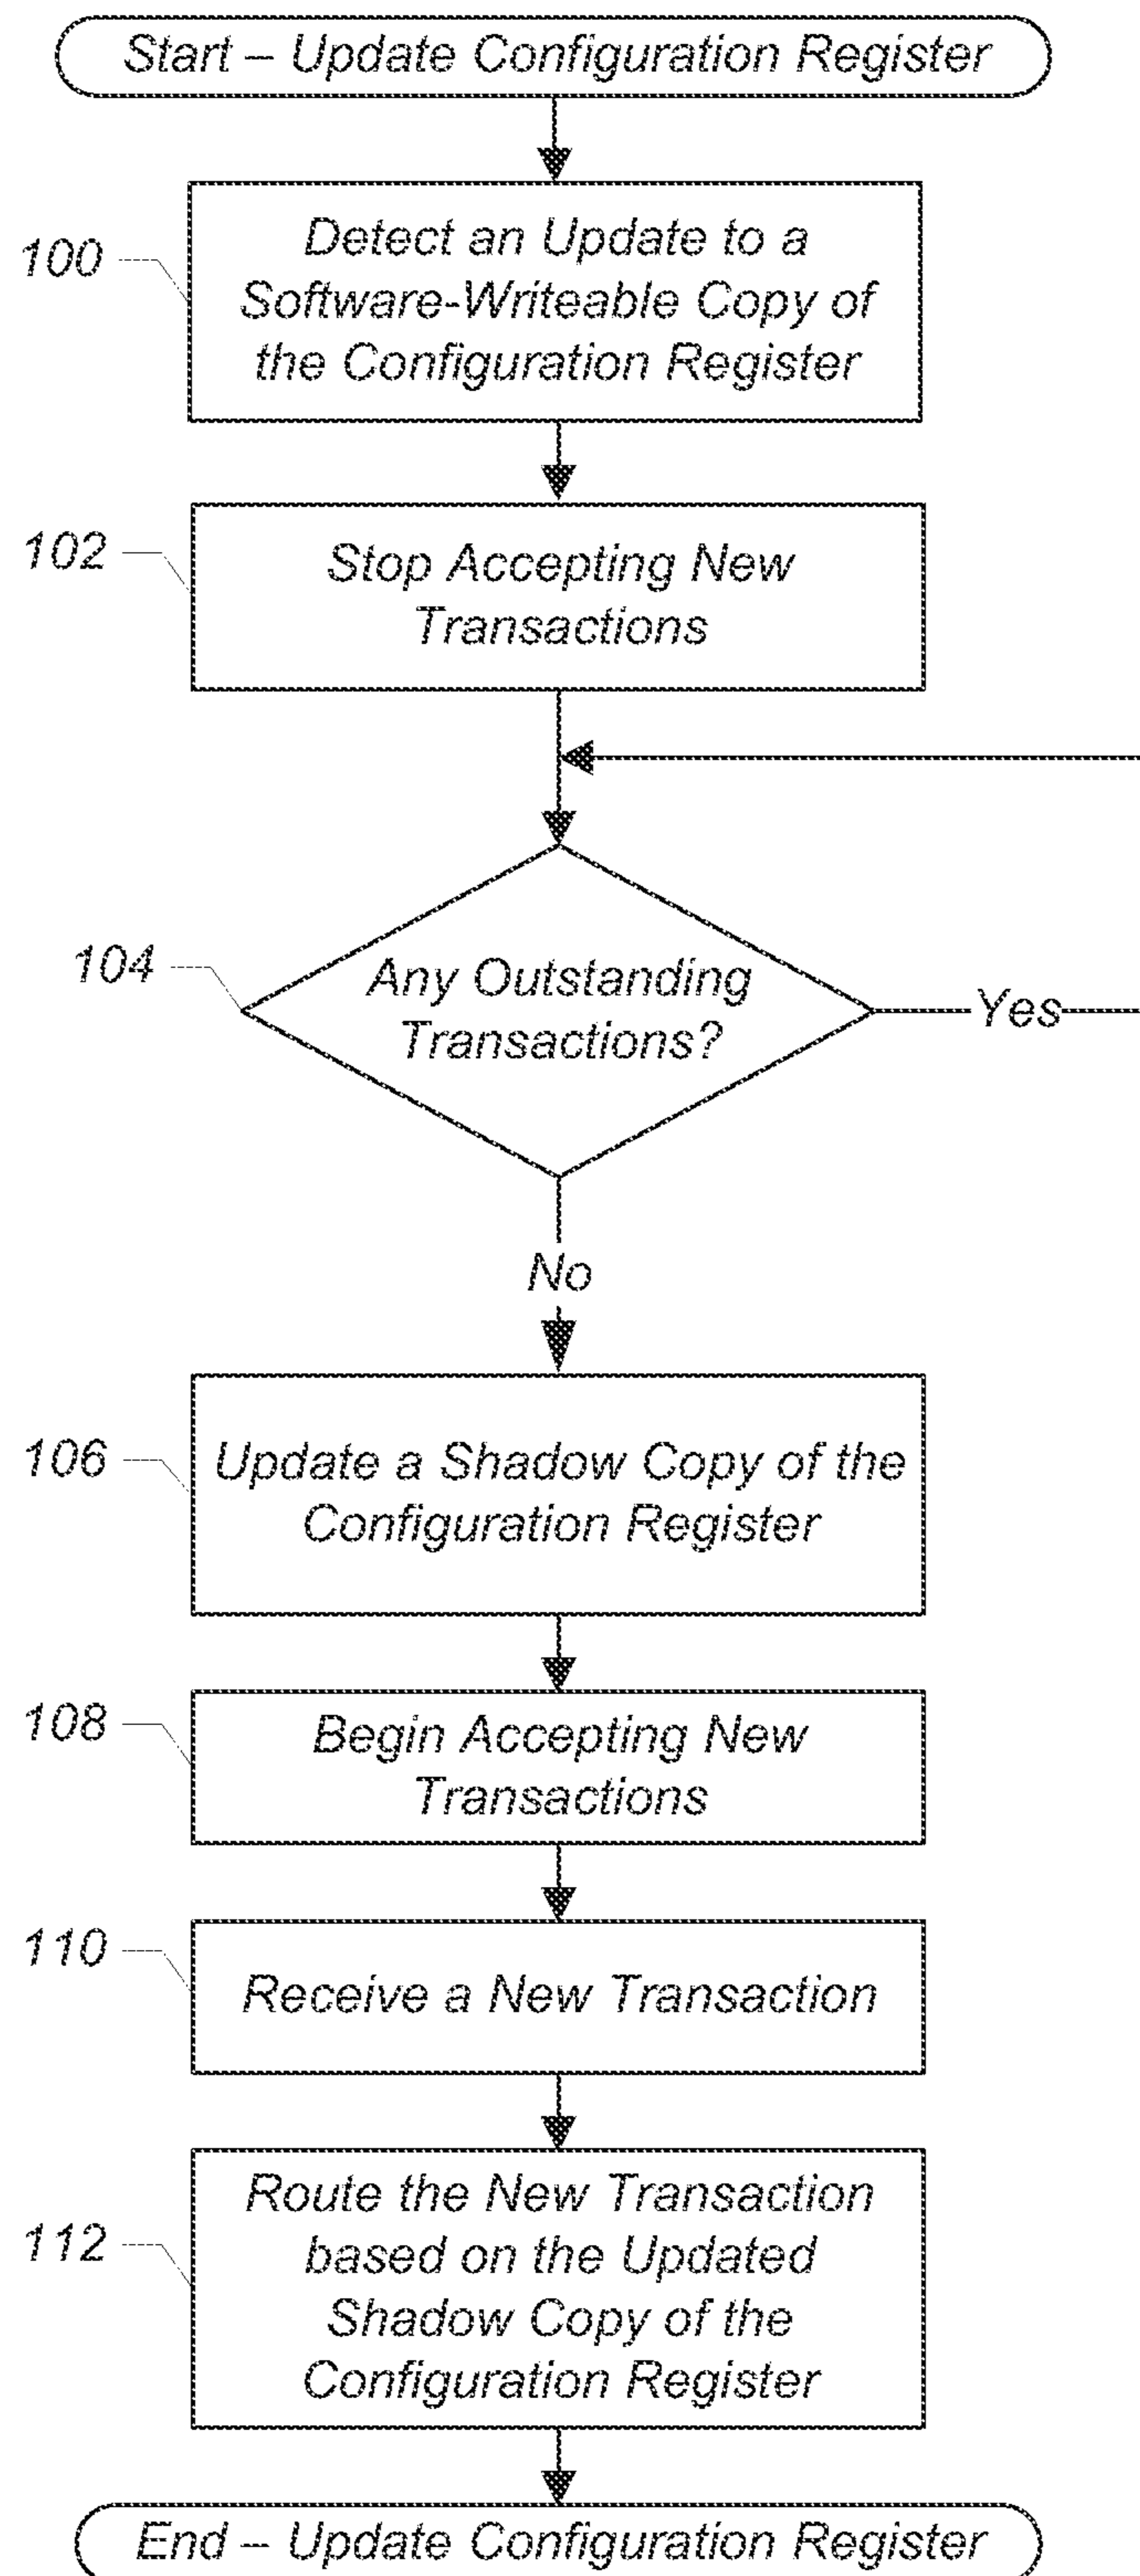 Start – Update Configuration Register
100
Detect an Update to a
Software-Writeable Copy of
the Configuration Register
102
Stop Accepting New
Transactions
104
Any Outstanding
Transactions?
Yes
No
106
Update a Shadow Copy of the
Configuration Register
108
Begin Accepting New
Transactions
110
Receive a New Transaction
112
Route the New Transaction
based on the Updated
Shadow Copy of the
Configuration Register
End – Update Configuration Register